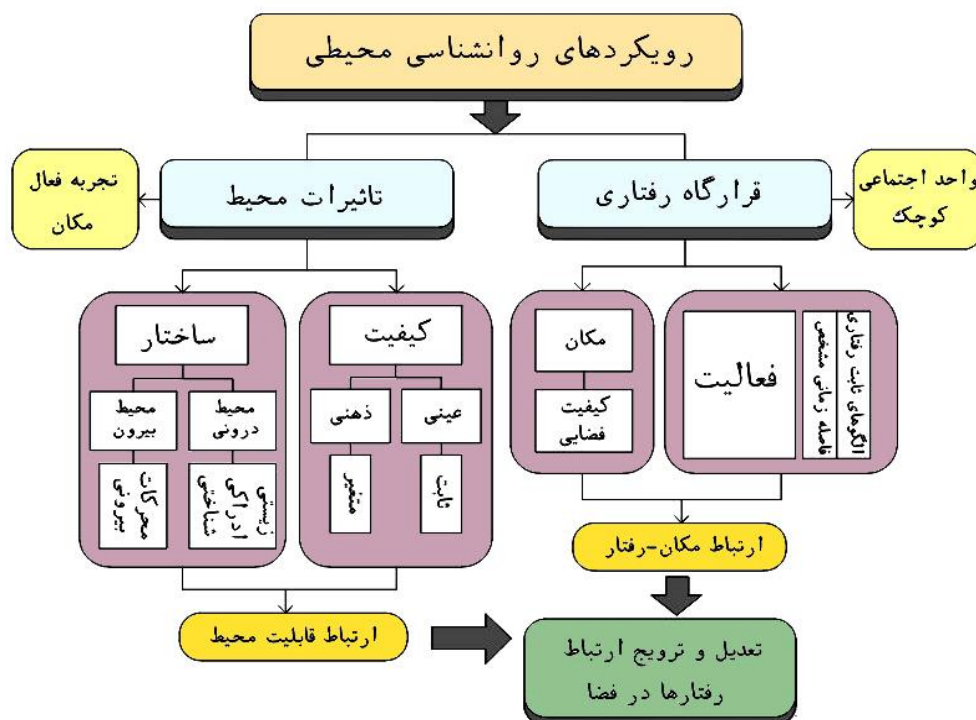 رویکردهای روانشناسی محیطی
واحد اجتماعی
کوچک
قرارگاه رفتاری
تاثیرات محیط
تجربه فعال
مکان
الگوهای ثابت رفتاری
فاصله زمانی مشخص
فعالیت
مکان
کیفیت
فضایی
کیفیت
عینی
ذهنی
ثابت
متغیر
ساختار
محیط
درونی
محیط
بیرون
زیستی
ادراکی
شناختی
محرکات
بیرونی
ارتباط مکان-رفتار
ارتباط قابلیت محیط
تعدیل و ترویج ارتباط
رفتارها در فضا